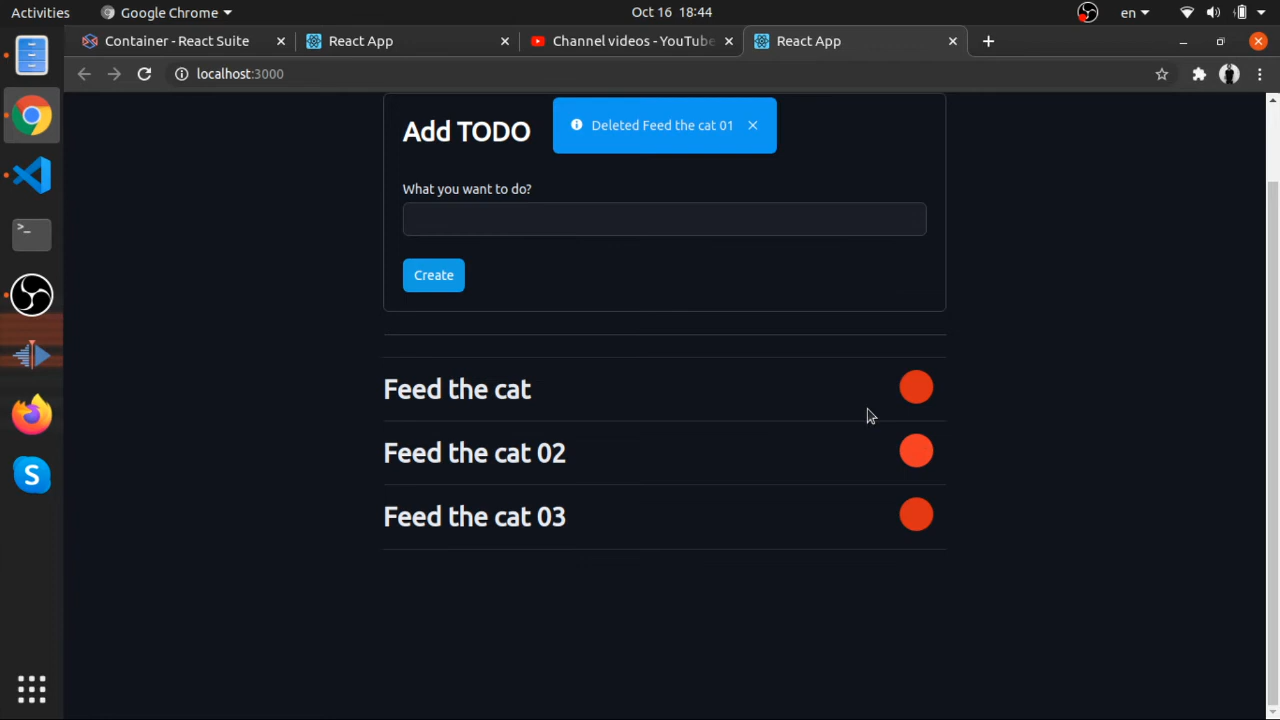 Activities
Google Chrome
Oct 16 18:44
en
Container - React Suite
React App
Channel videos - YouTube
React App
localhost:3000
Add TODO
Deleted Feed the cat 01
What you want to do?
Create
Feed the cat
Feed the cat 02
Feed the cat 03